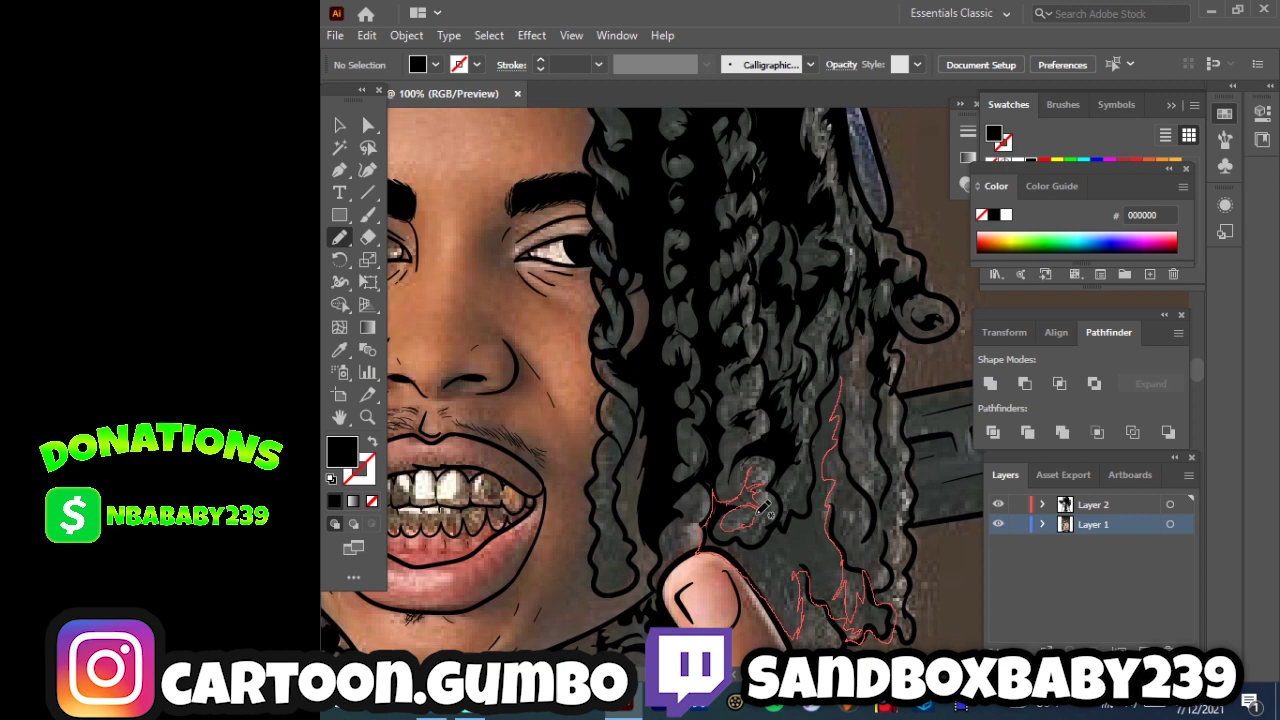 Ai
Essentials Classic
Search Adobe Stock
File Edit Object Type Select Effect View Window Help
No Selection
Stroke:
Calligraphic...
Opacity
Style:
Document Setup
Preferences
@ 100% (RGB/Preview)
Swatches Brushes Symbols
Color Color Guide
# 000000
Transform Align Pathfinder
Shape Modes:
Expand
Pathfinders:
Layers Asset Export Artboards
Layer 2
Layer 1
DONATIONS
$ NBABABY239
CARTOON.GUMBO
SANDBOXBABY239
7/12/2021